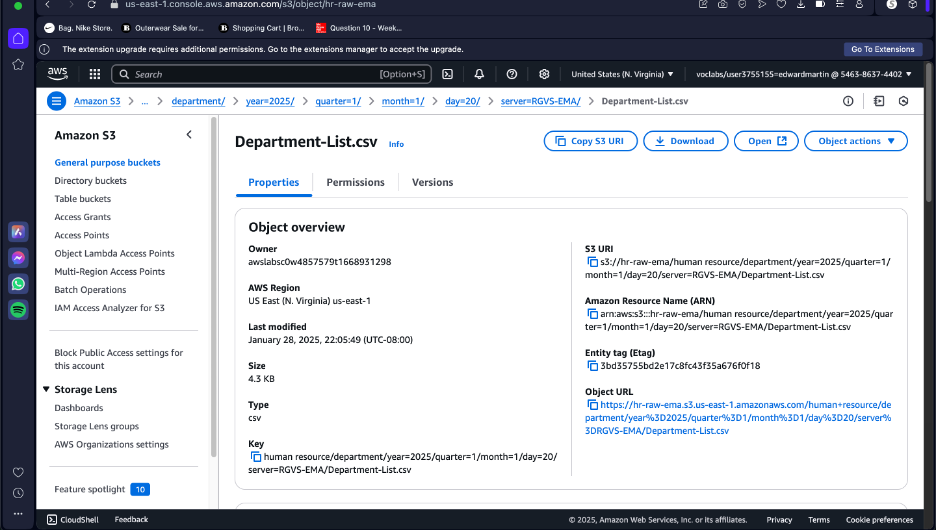 us-east-1.console.aws.amazon.com/s3/object/hr-raw-ema
Bag. Nike Store.
Outerwear Sale for...
Shopping Cart | Bro...
Question 10 - Week...
The extension upgrade requires additional permissions. Go to the extensions manager to accept the upgrade.
Go To Extensions
aws
Search
[Option+S]
United States (N. Virginia)
voclabs/user3755155=edwardmartin @ 5463-8637-4402
Amazon S3
...
department/
year=2025/
quarter=1/
month=1/
day=20/
server=RGVS-EMA/
Department-List.csv
Amazon S3
General purpose buckets
Directory buckets
Table buckets
Access Grants
Access Points
Object Lambda Access Points
Multi-Region Access Points
Batch Operations
IAM Access Analyzer for S3
Block Public Access settings for
this account
Storage Lens
Dashboards
Storage Lens groups
AWS Organizations settings
Feature spotlight 10
Department-List.csv Info
Copy S3 URI
Download
Open
Object actions
Properties
Permissions
Versions
Object overview
Owner
awslabsc0w4857579t1668931298
AWS Region
US East (N. Virginia) us-east-1
Last modified
January 28, 2025, 22:05:49 (UTC-08:00)
Size
4.3 KB
Type
csv
Key
human resource/department/year=2025/quarter=1/month=1/day=20/
server=RGVS-EMA/Department-List.csv
S3 URI
s3://hr-raw-ema/human resource/department/year=2025/quarter=1/
month=1/day=20/server=RGVS-EMA/Department-List.csv
Amazon Resource Name (ARN)
arn:aws:s3:::hr-raw-ema/human resource/department/year=2025/quar
ter=1/month=1/day=20/server=RGVS-EMA/Department-List.csv
Entity tag (Etag)
3bd35755bd2e17c8fc43f35a676f0f18
Object URL
https://hr-raw-ema.s3.us-east-1.amazonaws.com/human+resource/de
partment/year%3D2025/quarter%3D1/month%3D1/day%3D20/server%
3DRGVS-EMA/Department-List.csv
CloudShell
Feedback
© 2025, Amazon Web Services, Inc. or its affiliates.
Privacy
Terms
Cookie preferences